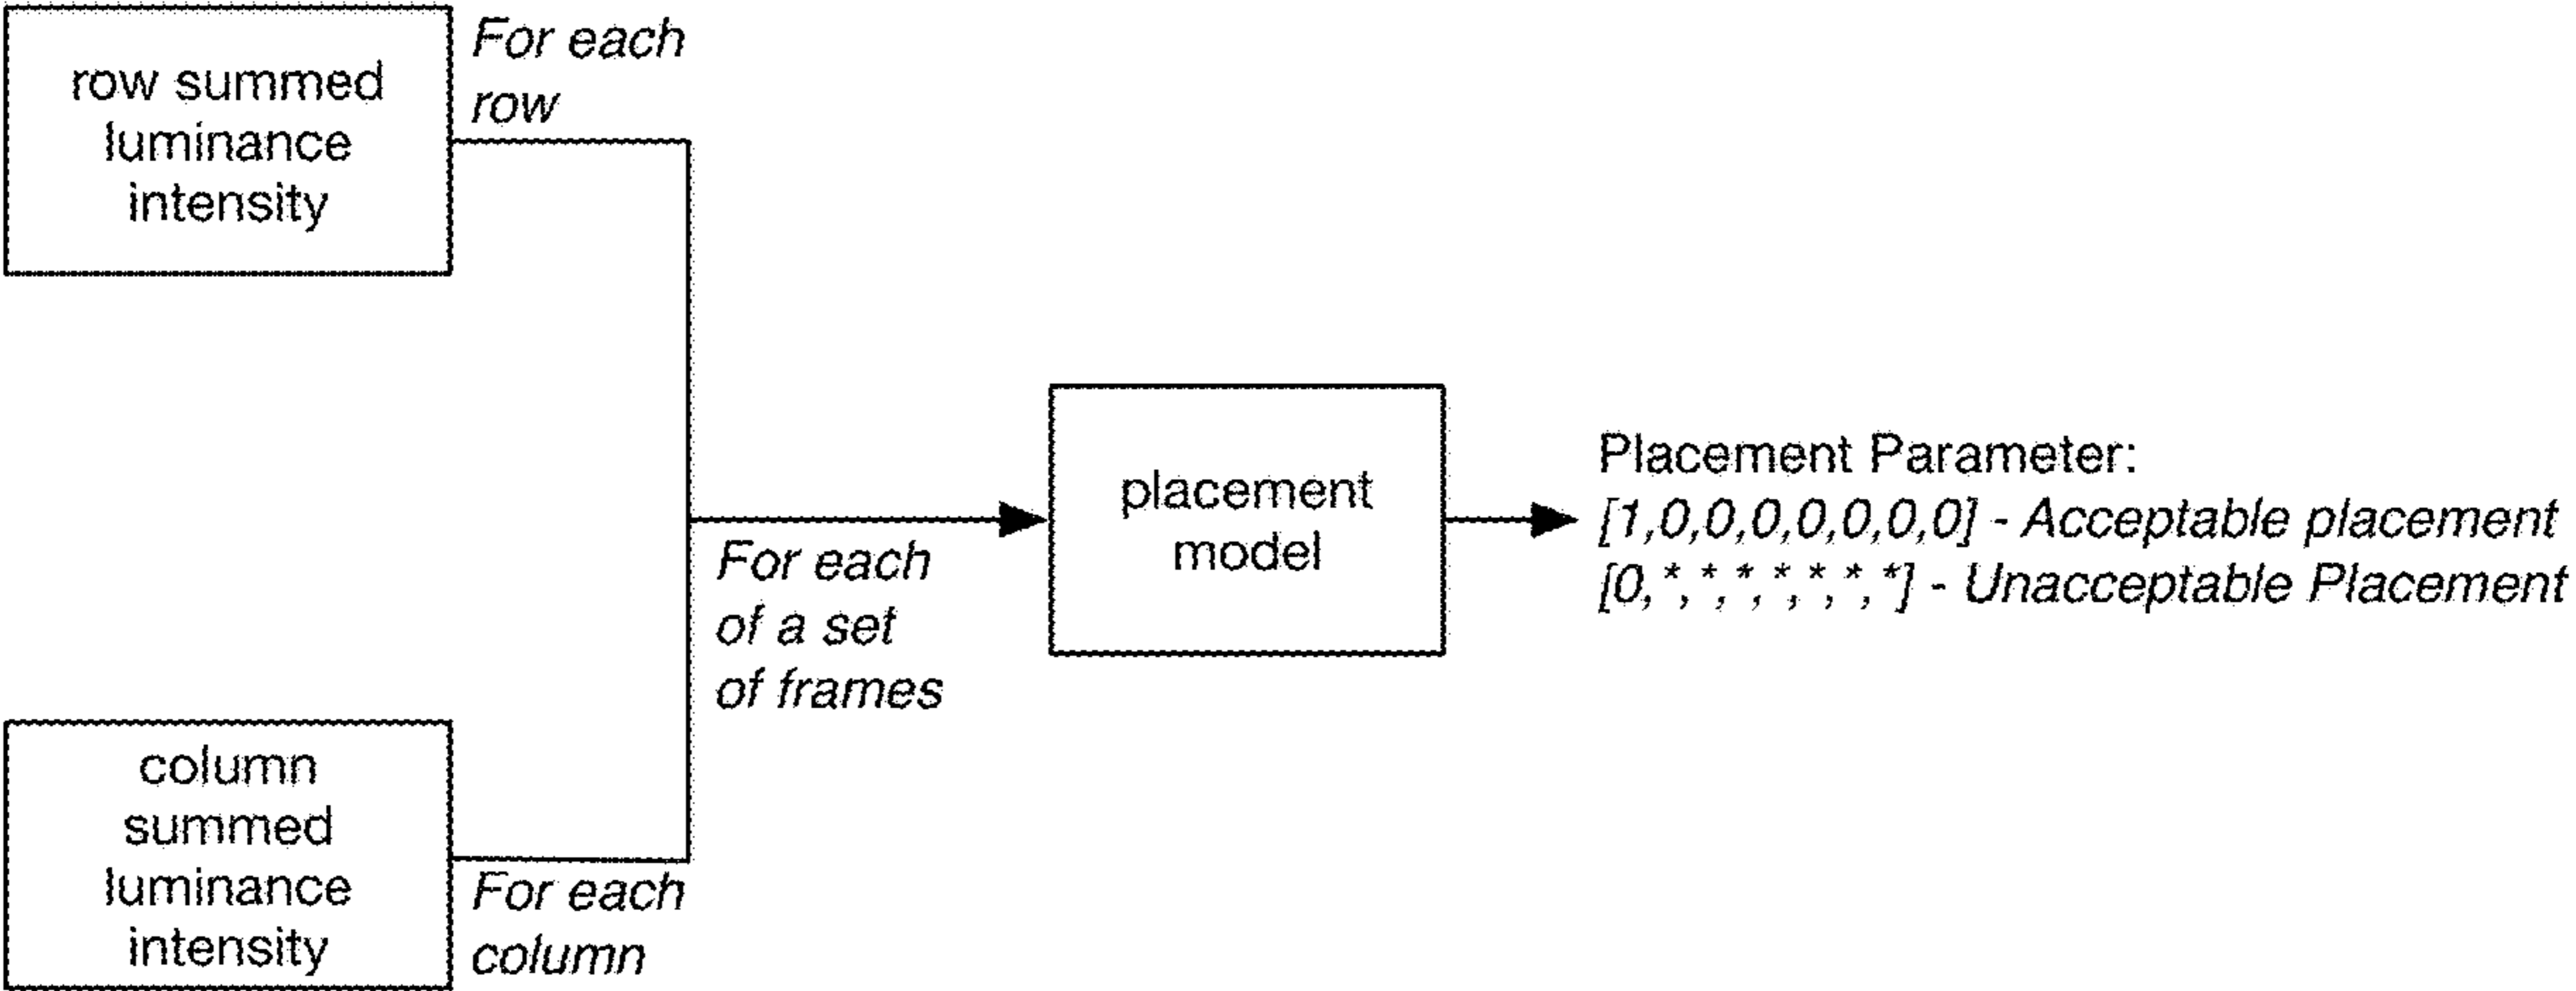 row summed
luminance
intensity
For each
row
column
summed
luminance
intensity
For each
column
For each
of a set
of frames
placement
model
Placement Parameter:
[1,0,0,0,0,0,0,0] - Acceptable placement
[0,*,*,*,*,*,*,*] - Unacceptable Placement